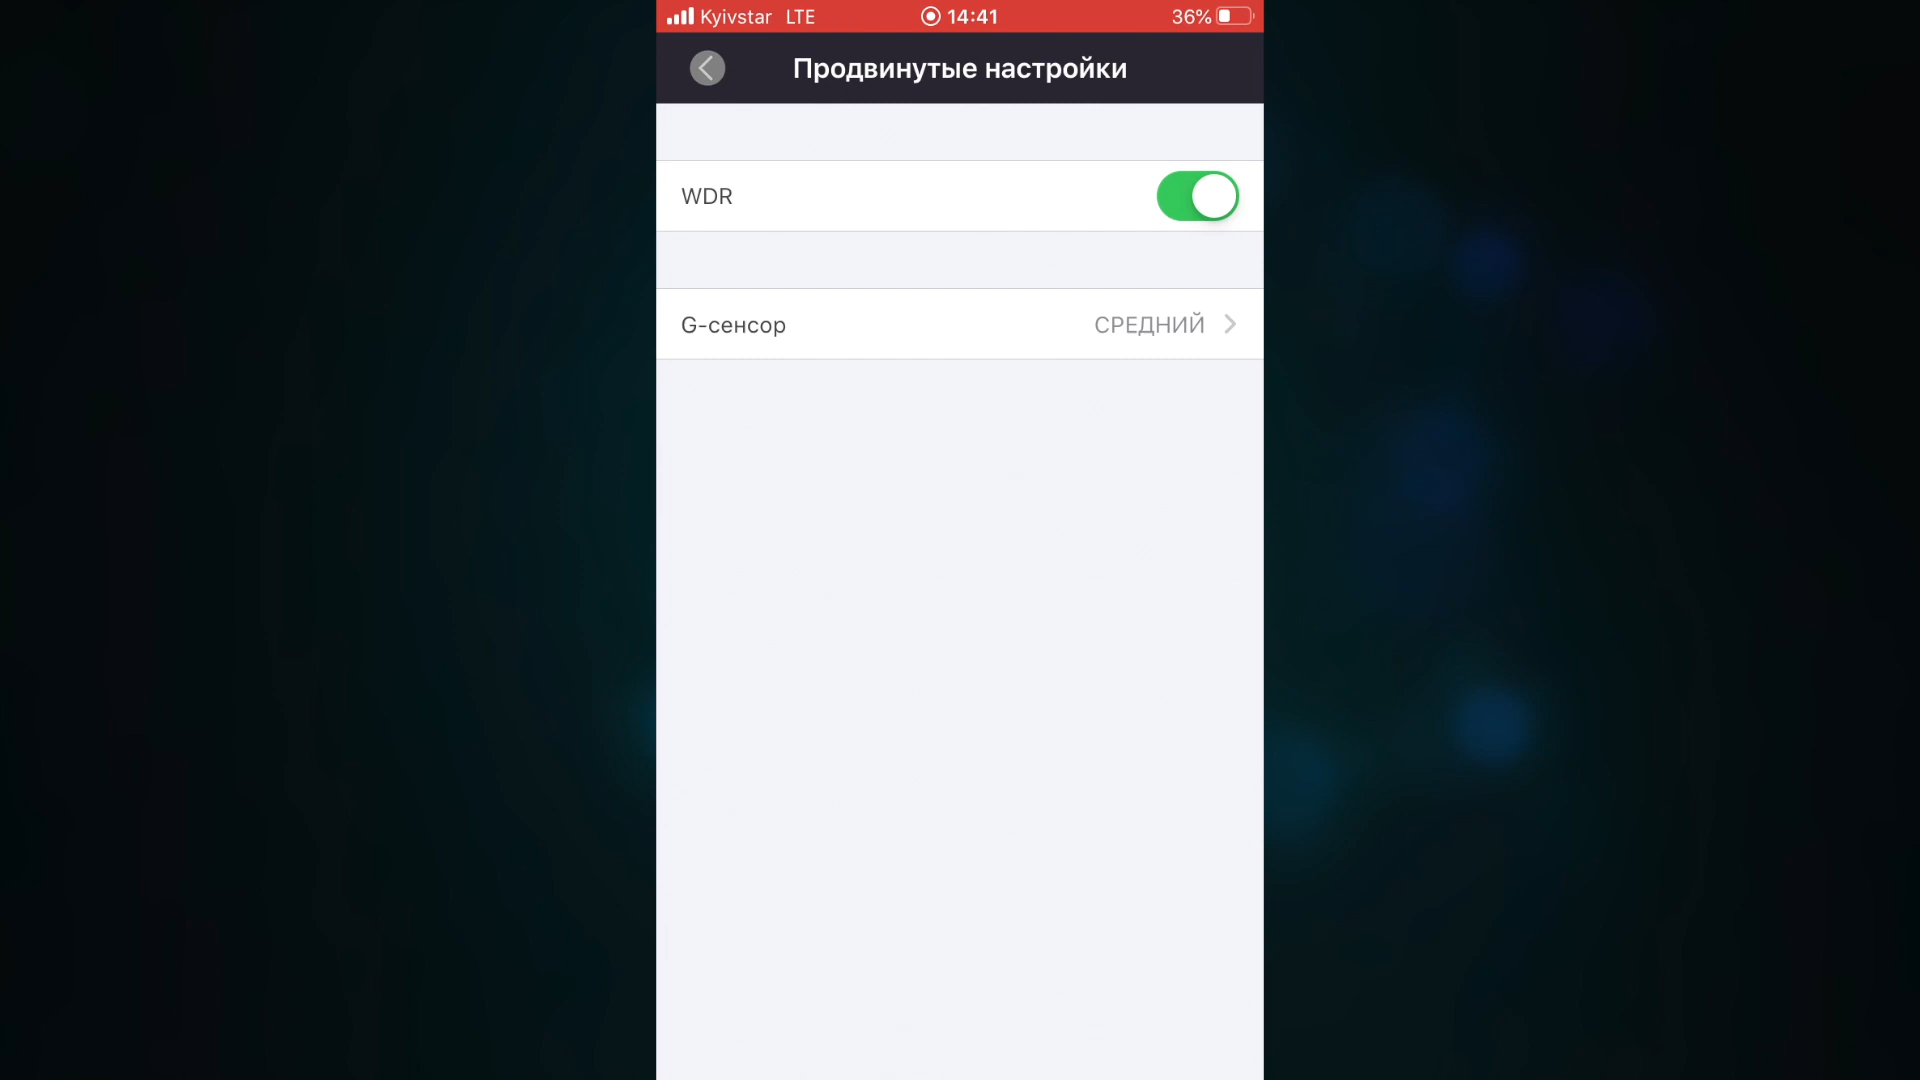 Kyivstar LTE 14:41 36%
Продвинутые настройки
WDR
G-сенсор СРЕДНИЙ